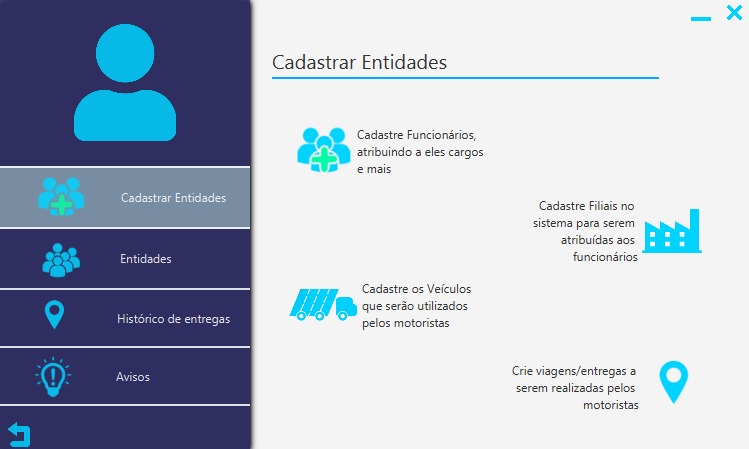 Cadastrar Entidades
Entidades
Histórico de entregas
Avisos
Cadastrar Entidades
Cadastre Funcionários,
atribuindo a eles cargos
e mais
Cadastre Filiais no
sistema para serem
atribuídas aos
funcionários
Cadastre os Veículos
que serão utilizados
pelos motoristas
Crie viagens/entregas a
serem realizadas pelos
motoristas